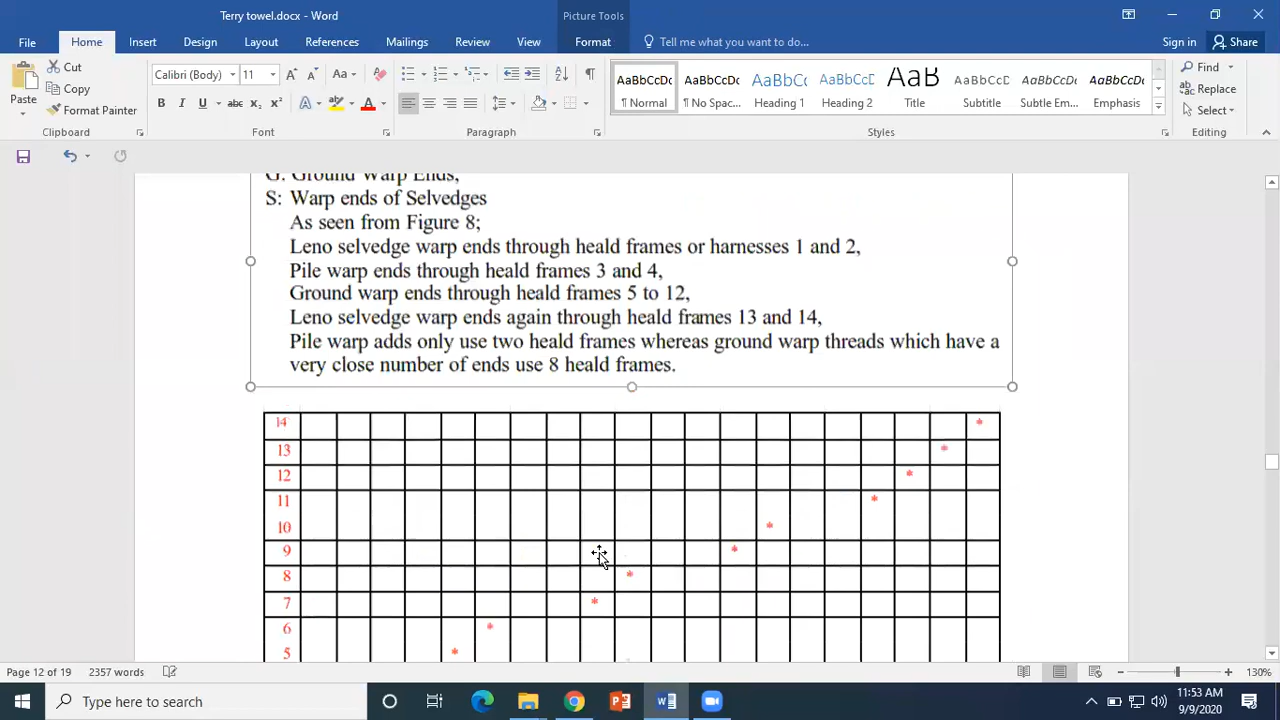 Terry towel.docx - Word
Picture Tools
File
Home
Insert
Design
Layout
References
Mailings
Review
View
Format
Tell me what you want to do...
Sign in
Share
Paste
Cut
Copy
Format Painter
Clipboard
Calibri (Body)
11
Font
Paragraph
AaBbCcDc
¶ Normal
AaBbCcDc
¶ No Spac...
AaBbCc
Heading 1
AaBbCcD
Heading 2
AaB
Title
AaBbCcD
Subtitle
AaBbCcDc
Subtle Em...
AaBbCcDc
Emphasis
Styles
Find
Replace
Select
Editing
G: Ground Warp Ends,
S: Warp ends of Selvedges
As seen from Figure 8;
Leno selvedge warp ends through heald frames or harnesses 1 and 2,
Pile warp ends through heald frames 3 and 4,
Ground warp ends through heald frames 5 to 12,
Leno selvedge warp ends again through heald frames 13 and 14,
Pile warp adds only use two heald frames whereas ground warp threads which have a
very close number of ends use 8 heald frames.
14 *
13 *
12 *
11 *
10 *
9 *
8 *
7 *
6 *
5 *
Page 12 of 19
2357 words
130%
Type here to search
11:53 AM
9/9/2020